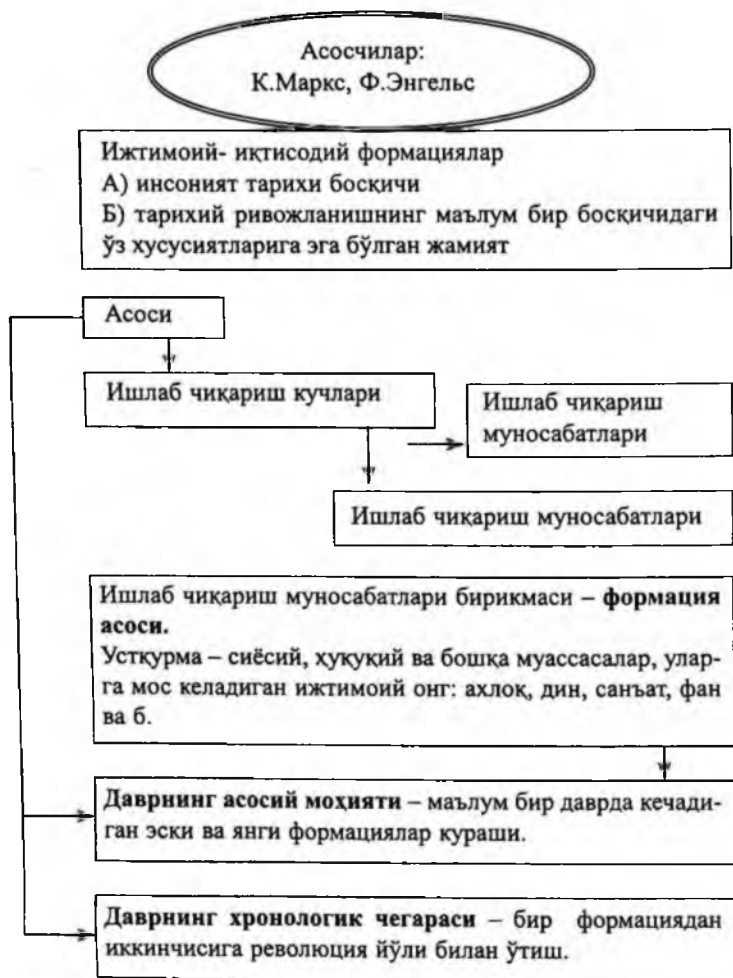 Асосчилар:
К.Маркс, Ф.Энгельс
Ижтимоий- иқтисодий формациялар
А) инсоният тарихи босқичи
Б) тарихий ривожланишнинг маълум бир босқичидаги
ўз хусусиятларига эга бўлган жамият
Асоси
Ишлаб чиқариш кучлари
Ишлаб чиқариш
муносабатлари
Ишлаб чиқариш муносабатлари
Ишлаб чиқариш муносабатлари бирикмаси – формация
асоси.
Устқурма – сиёсий, ҳуқуқий ва бошқа муассасалар, улар-
га мос келадиган ижтимоий онг: ахлоқ, дин, санъат, фан
ва б.
Даврнинг асосий моҳияти – маълум бир даврда кечади-
ган эски ва янги формациялар кураши.
Даврнинг хронологик чегараси – бир формациядан
иккинчисига революция йўли билан ўтиш.